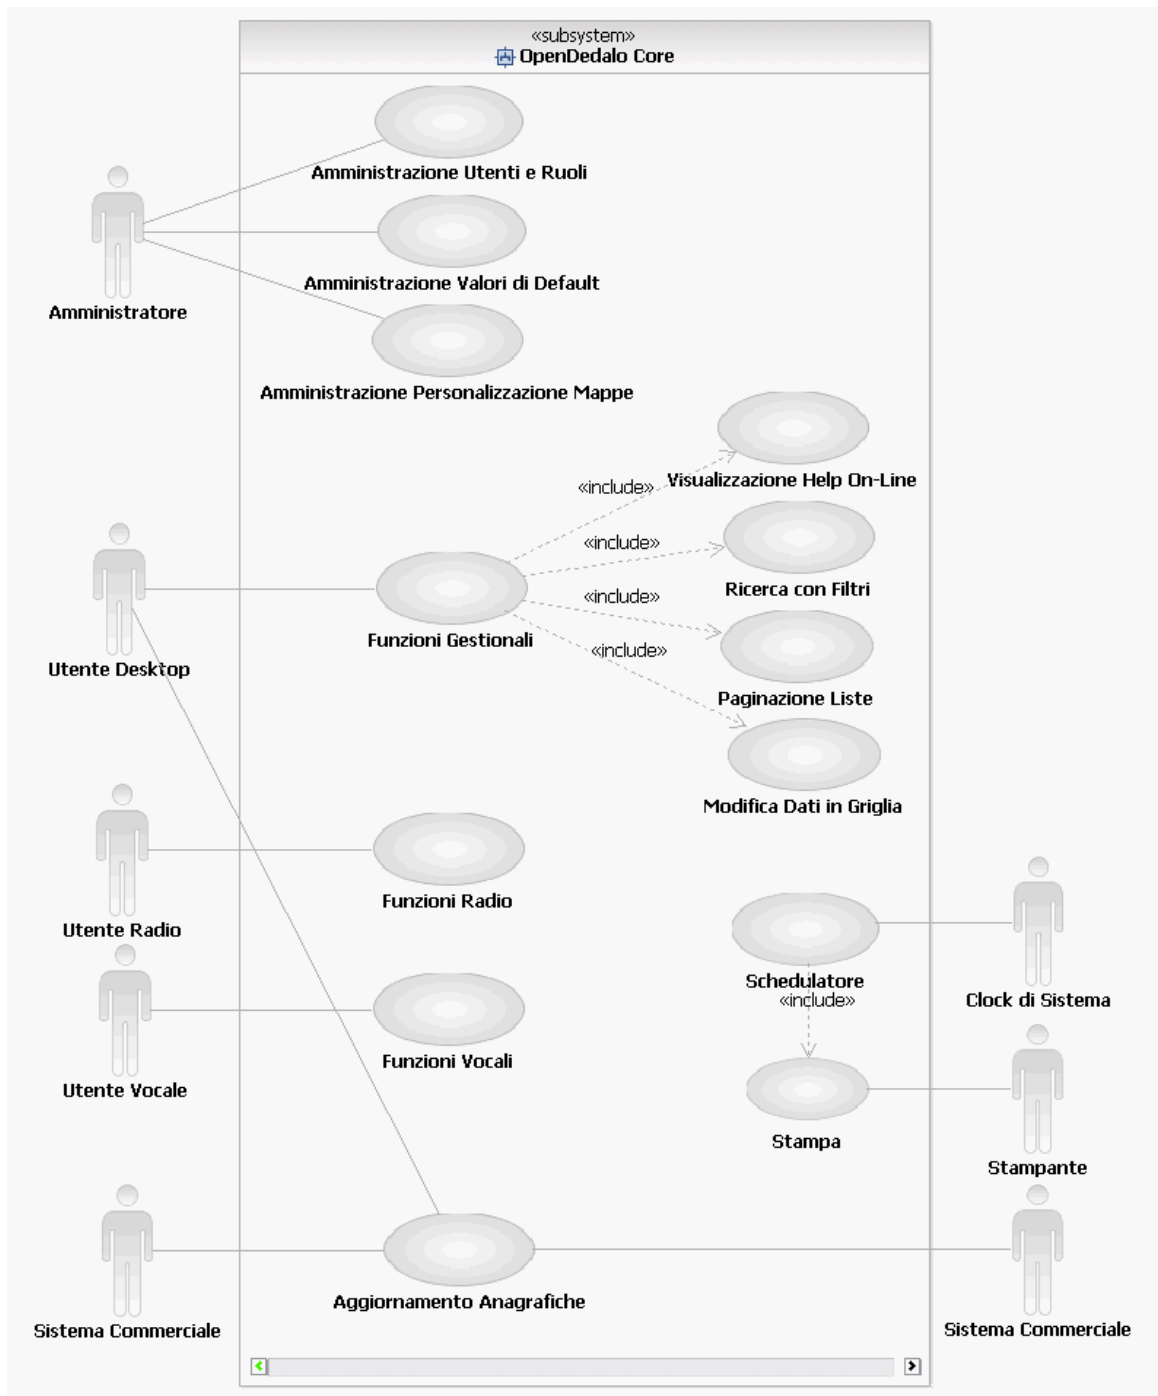 «subsystem»
OpenDedalo Core
Amministrazione Utenti e Ruoli
Amministrazione Valori di Default
Amministratore
Amministrazione Personalizzazione Mappe
Visualizzazione Help On-Line
«include»
«include»
Ricerca con Filtri
«include»
Funzioni Gestionali
«include»
Utente Desktop
Paginazione Liste
Modifica Dati in Griglia
Funzioni Radio
Utente Radio
Schedulatore
«include»
Clock di Sistema
Funzioni Vocali
Utente Vocale
Stampa
Stampante
Aggiornamento Anagrafiche
Sistema Commerciale
Sistema Commerciale